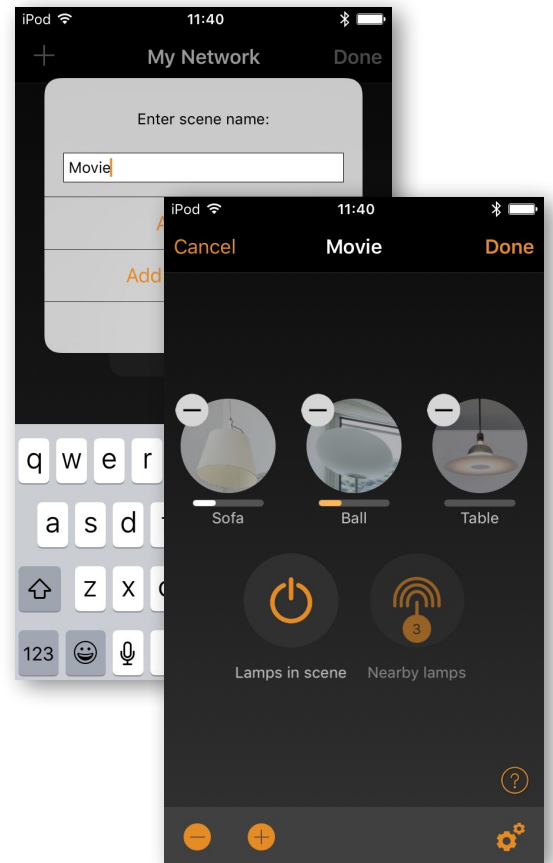 iPod 11:40
My Network Done
Enter scene name:
Movie
A
Add
q w e r
a s d
z x
123
iPod 11:40
Cancel Movie Done
Sofa Ball Table
3
Lamps in scene Nearby lamps
?